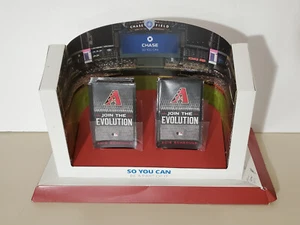 CHASE FIELD
CHASE
JOIN THE
EVOLUTION
JOIN THE
EVOLUTION
SO YOU CAN